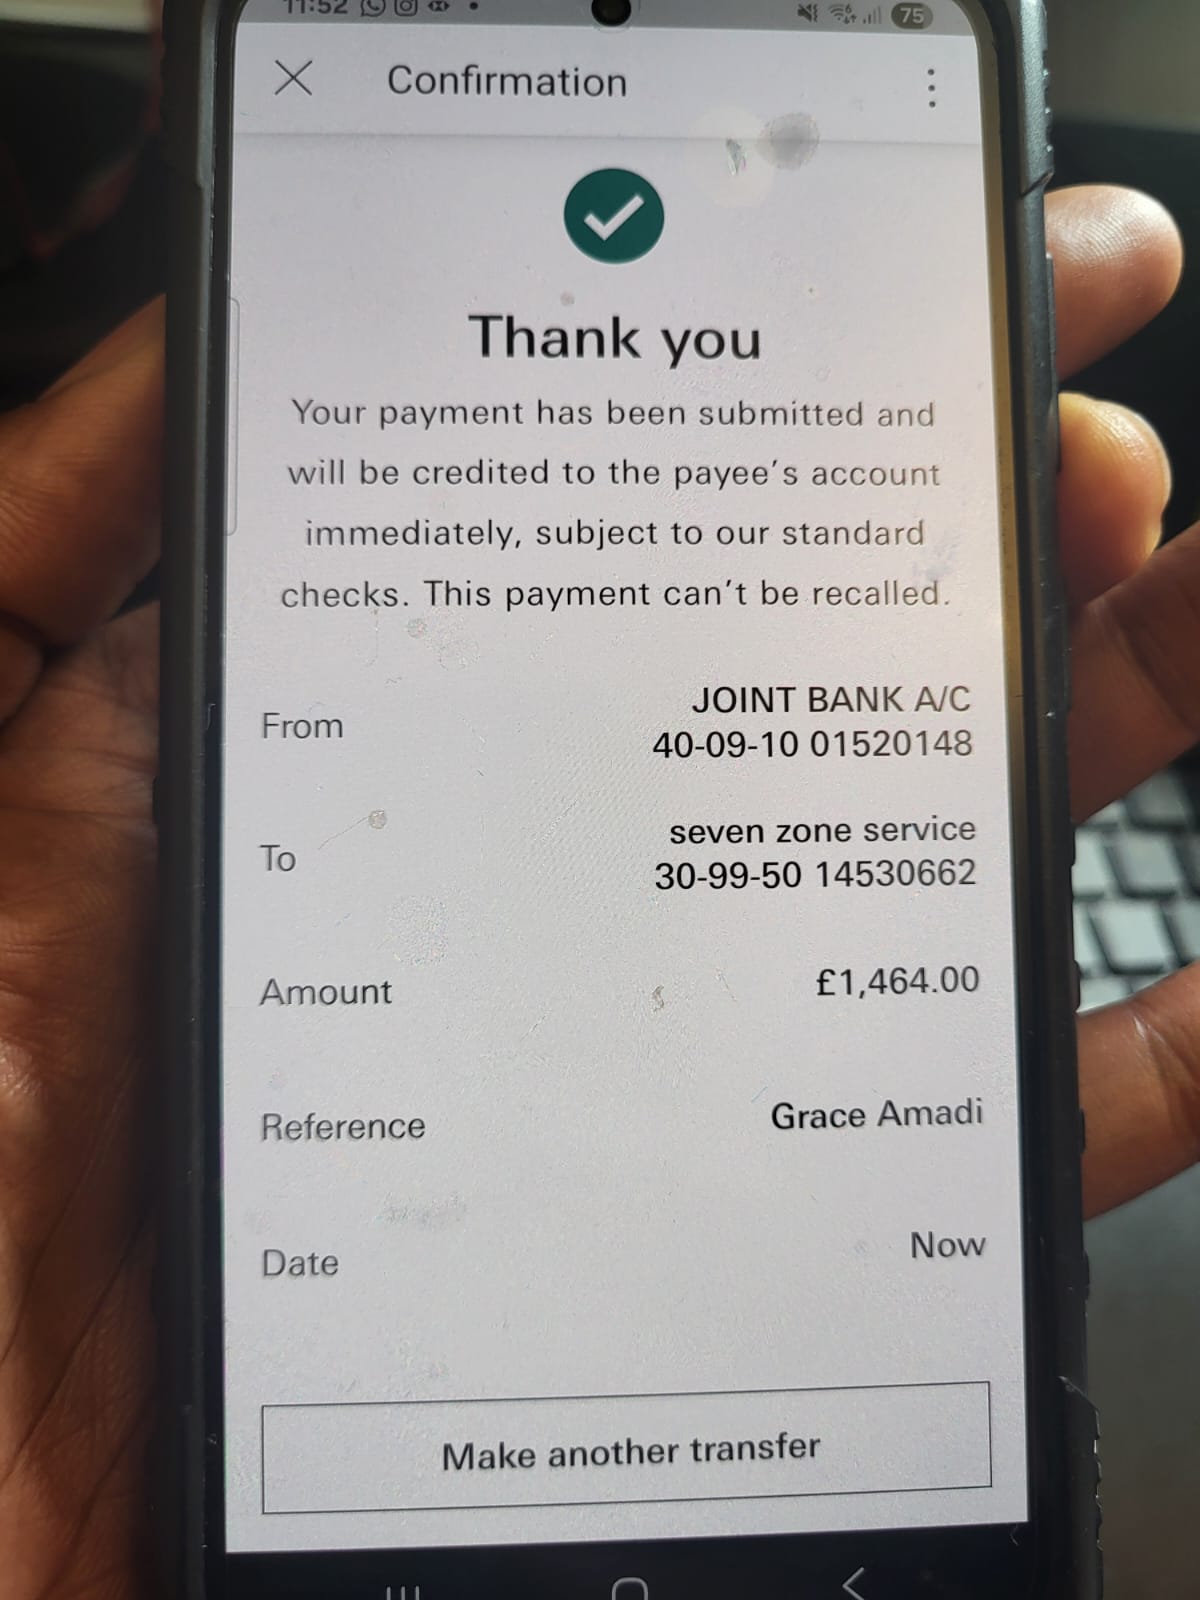 11:52
75
Confirmation
Thank you
Your payment has been submitted and
will be credited to the payee's account
immediately, subject to our standard
checks. This payment can't be recalled.
From
JOINT BANK A/C
40-09-10 01520148
To
seven zone service
30-99-50 14530662
Amount
£1,464.00
Reference
Grace Amadi
Date
Now
Make another transfer